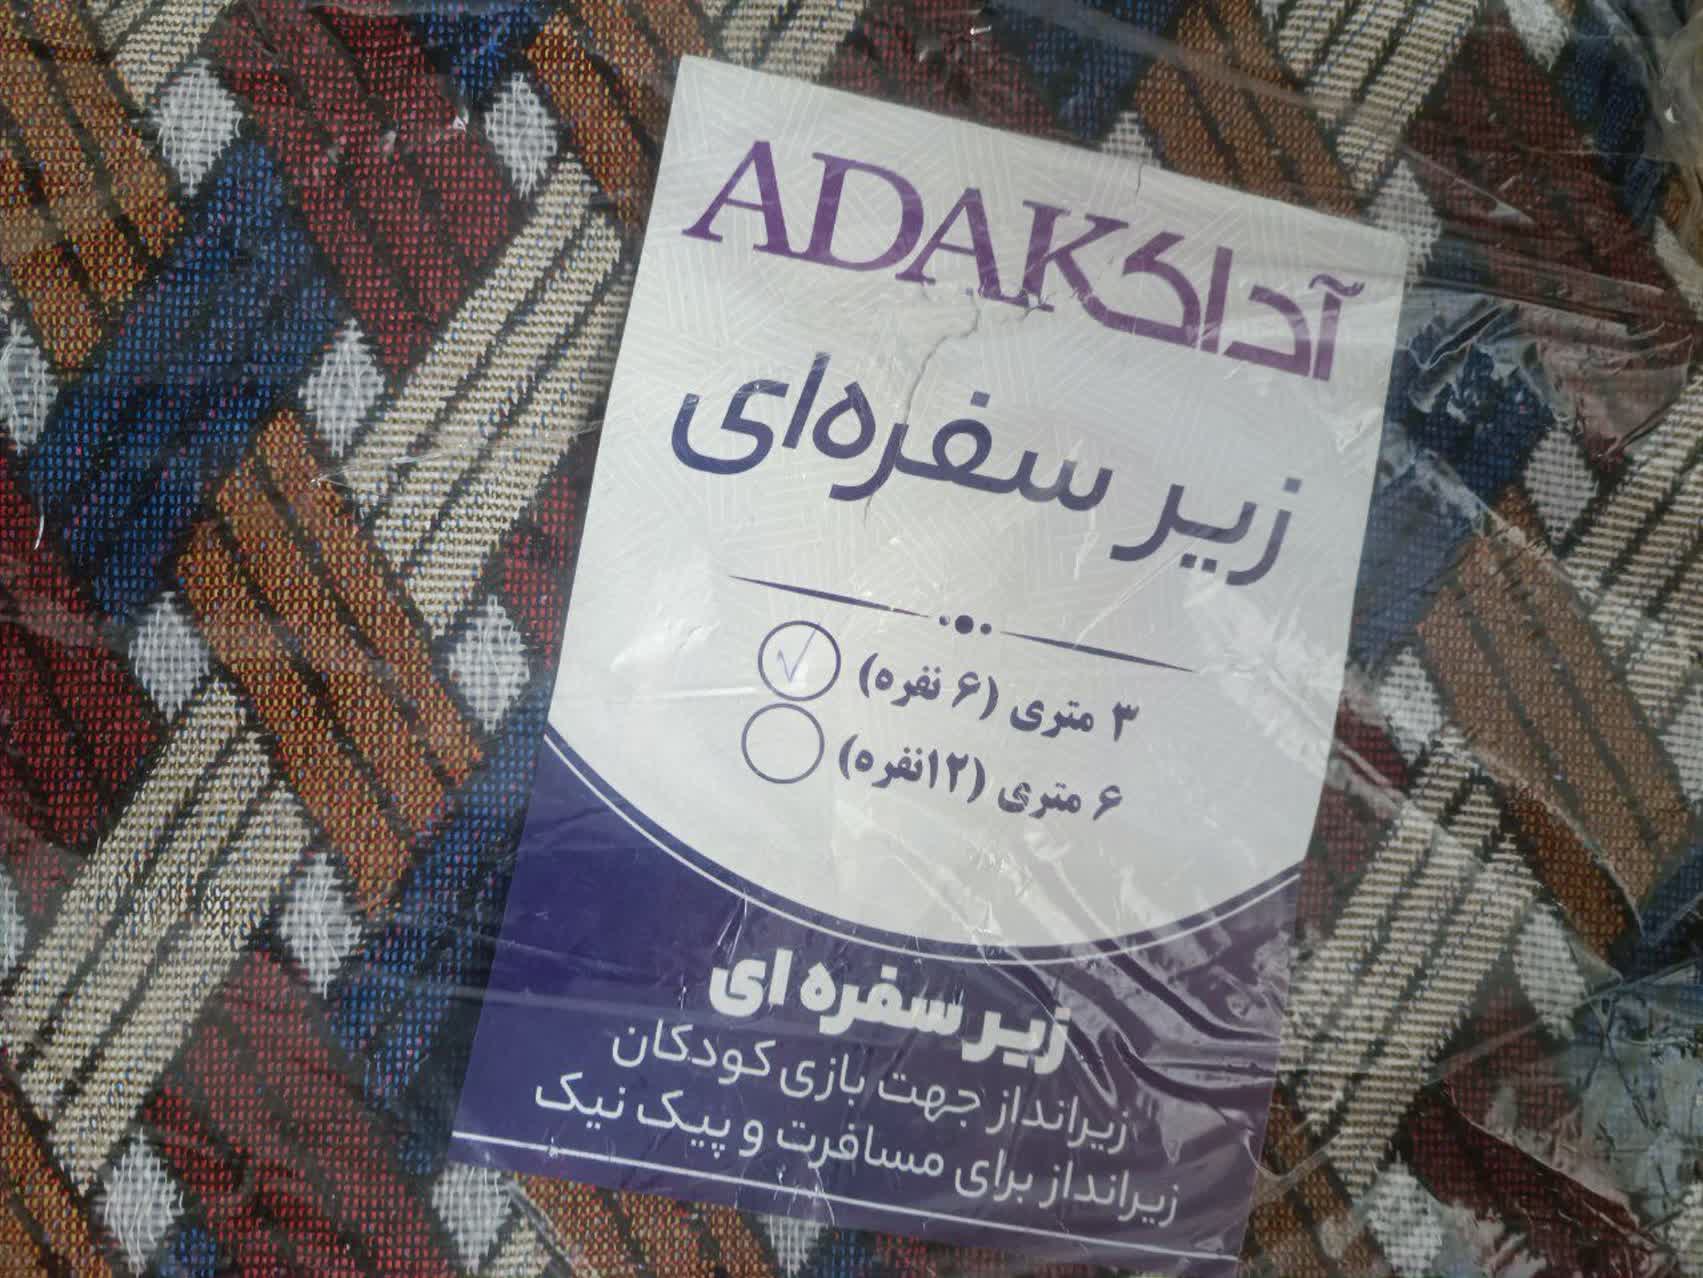 ADAK آداک
زیر سفره‌ای
۳ متری (۶ نفره)
۶ متری (۱۲نفره)
زیر سفره ای
زیرانداز جهت بازی کودکان
زیرانداز برای مسافرت و پیک نیک